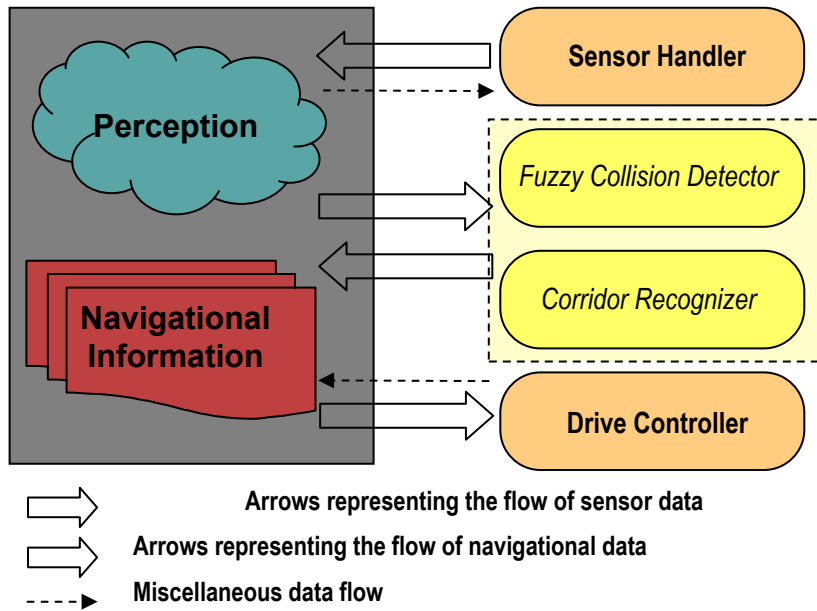 Sensor Handler
Perception
Fuzzy Collision Detector
Corridor Recognizer
Navigational
Information
Drive Controller
Arrows representing the flow of sensor data
Arrows representing the flow of navigational data
Miscellaneous data flow